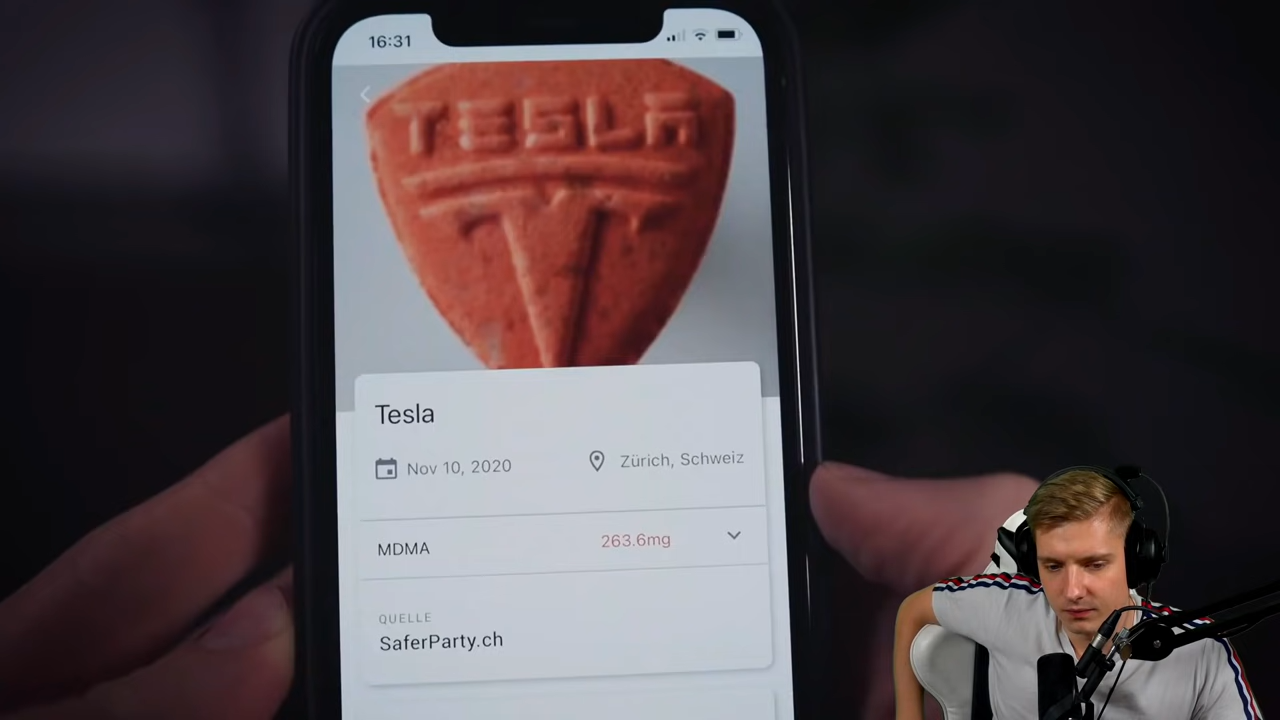 16:31
TESLA
Tesla
Nov 10, 2020
Zürich, Schweiz
MDMA
263.6mg
QUELLE
SaferParty.ch